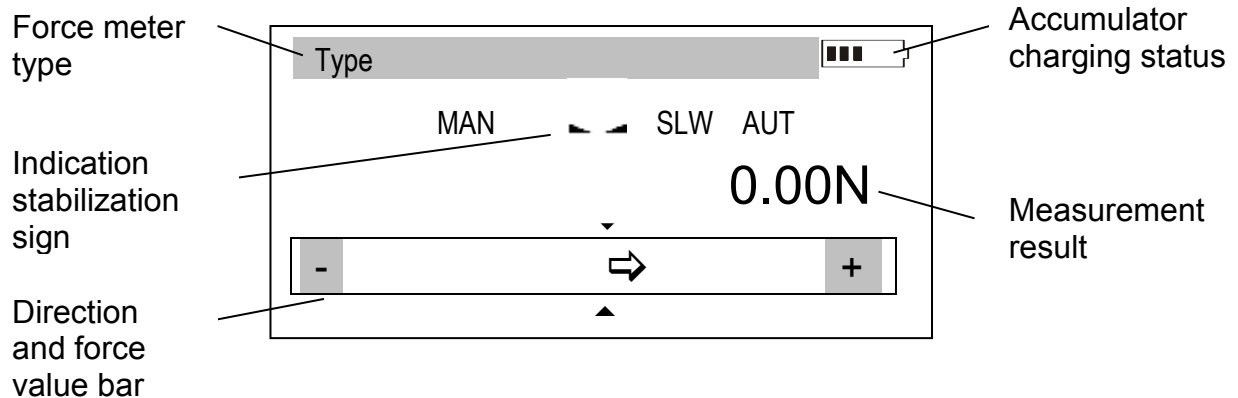 Force meter
type
Accumulator
charging status
Type
MAN SLW AUT
Indication
stabilization
sign
0.00N
Measurement
result
- +
Direction
and force
value bar